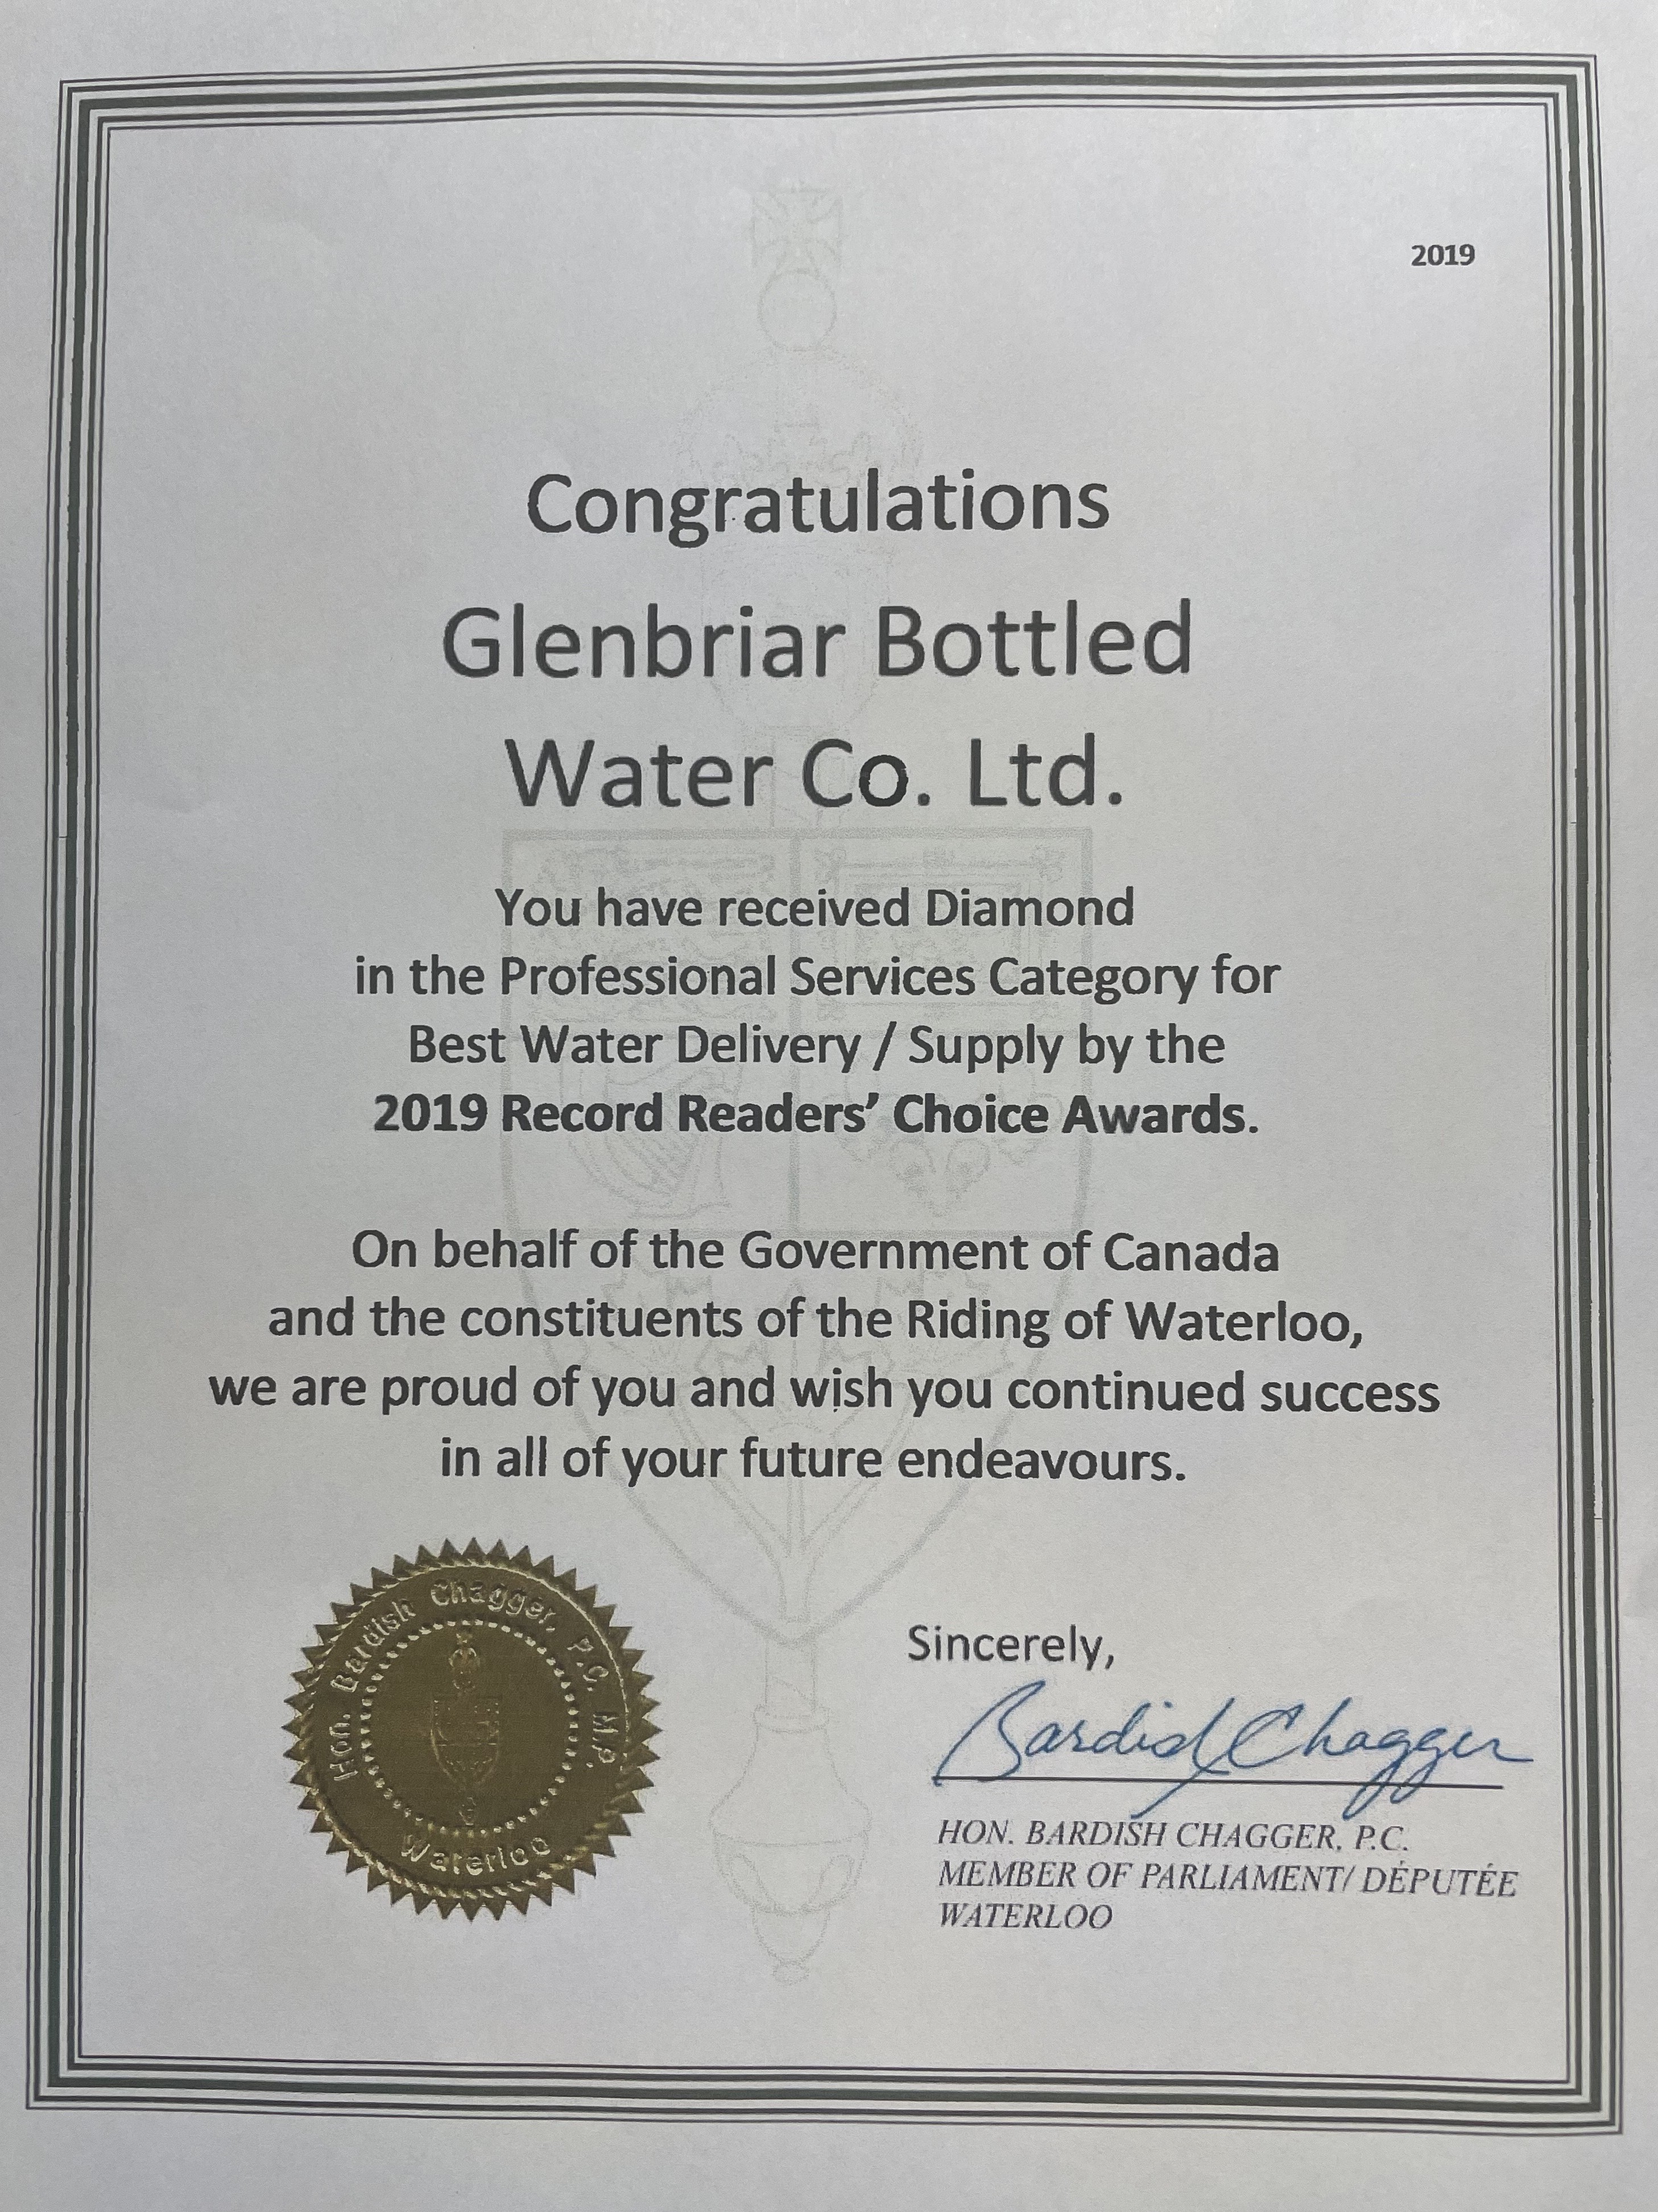 2019
Congratulations
Glenbriar Bottled
Water Co. Ltd.
You have received Diamond
in the Professional Services Category for
Best Water Delivery / Supply by the
2019 Record Readers’ Choice Awards.
On behalf of the Government of Canada
and the constituents of the Riding of Waterloo,
we are proud of you and wish you continued success
in all of your future endeavours.
Hon. Bardish Chagger, P.C. M.P.
Waterloo
Sincerely,
Bardish Chagger
HON. BARDISH CHAGGER, P.C.
MEMBER OF PARLIAMENT/ DÉPUTÉE
WATERLOO